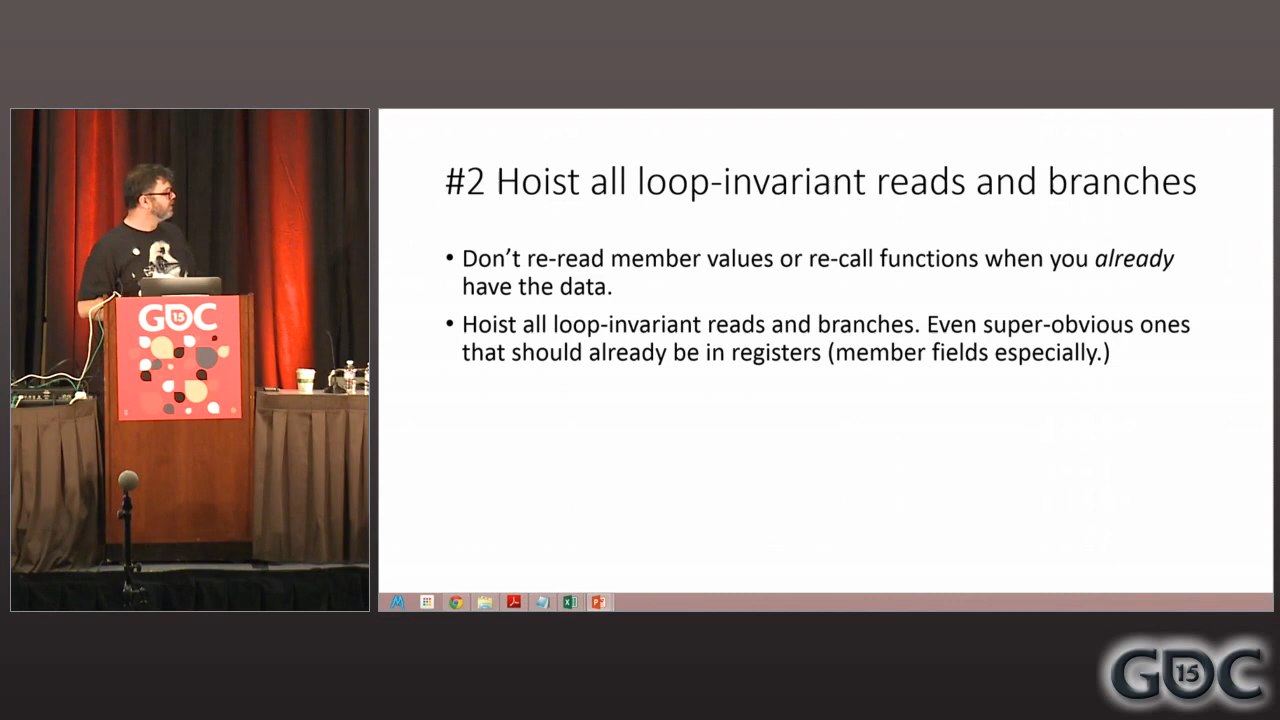 GDC
15
#2 Hoist all loop-invariant reads and branches
• Don’t re-read member values or re-call functions when you already
have the data.
• Hoist all loop-invariant reads and branches. Even super-obvious ones
that should already be in registers (member fields especially.)
GDC
15